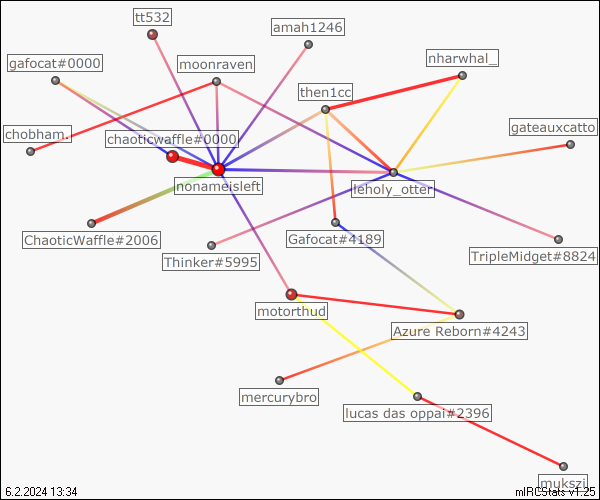 tt532
amah1246
gafocat#0000
moonraven
nharwhal_
then1cc
gateauxcatto
chobham.
chaoticwaffle#0000
nonameisleft
leholy_otter
ChaoticWaffle#2006
Thinker#5995
Gafocat#4189
TripleMidget#8824
motorthud
Azure Reborn#4243
mercurybro
lucas das oppai#2396
mukszi
6.2.2024 13:34
mIRCStats v1.25